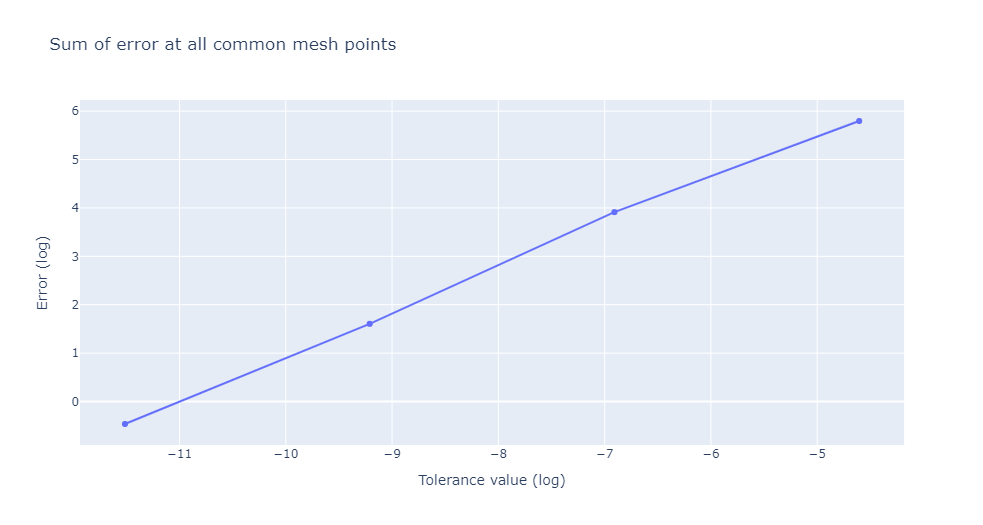 Sum of error at all common mesh points
6
5
4
3
2
1
0
Error (log)
−11 −10 −9 −8 −7 −6 −5
Tolerance value (log)